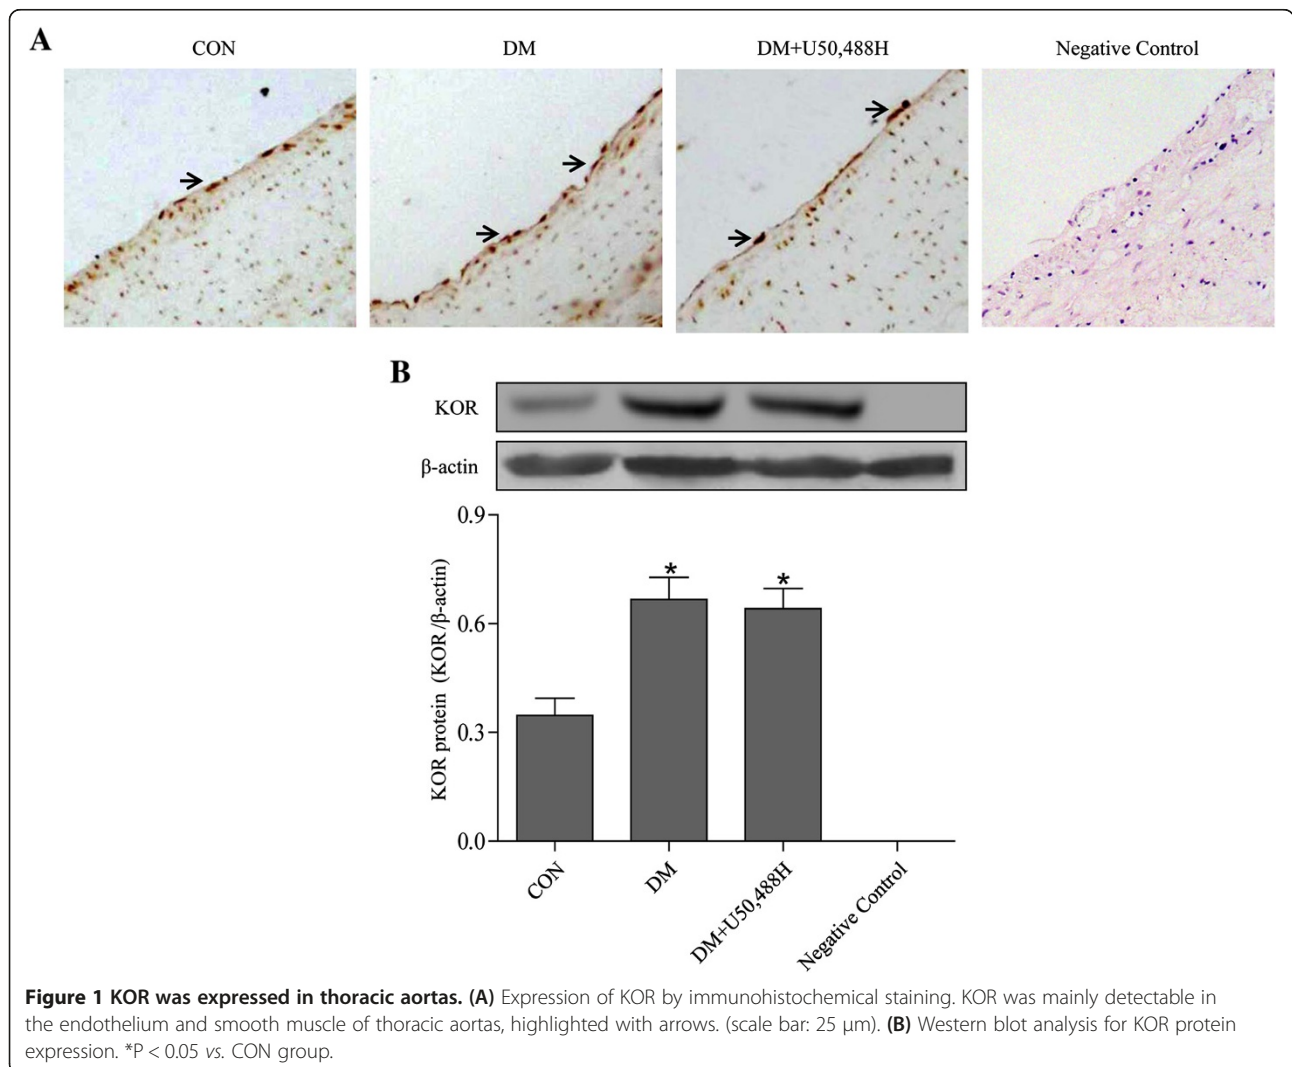 A
CON
DM
DM+U50,488H
Negative Control
B
KOR
β-actin
KOR protein (KOR/β-actin)
0.9
0.6
0.3
0.0
*
*
CON
DM
DM+U50,488H
Negative Control
Figure 1 KOR was expressed in thoracic aortas. (A) Expression of KOR by immunohistochemical staining. KOR was mainly detectable in
the endothelium and smooth muscle of thoracic aortas, highlighted with arrows. (scale bar: 25 μm). (B) Western blot analysis for KOR protein
expression. *P < 0.05 vs. CON group.